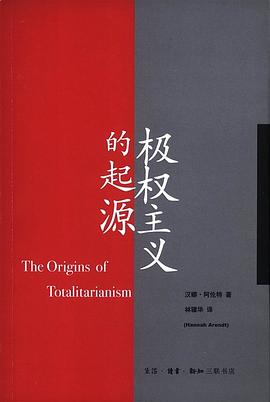 极权主义
的起源
The Origins of
Totalitarianism
汉娜·阿伦特 著
林骧华 译
(Hannah Arendt)
生活·读书·新知三联书店